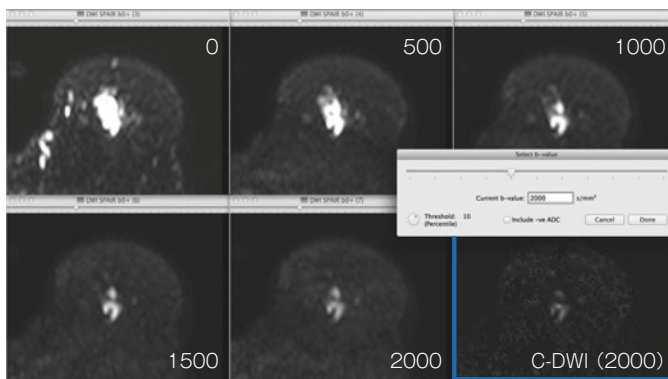 DWI SPAIR b0+ (3)
DWI SPAIR b0+ (4)
DWI SPAIR b0+ (5)
0
500
1000
Select b-value
Current b-value: 2000 s/mm²
Threshold: 10
(Percentile)
Include -ve ADC
Cancel
Done
DWI SPAIR b0+ (6)
DWI SPAIR b0+ (7)
1500
2000
C-DWI (2000)